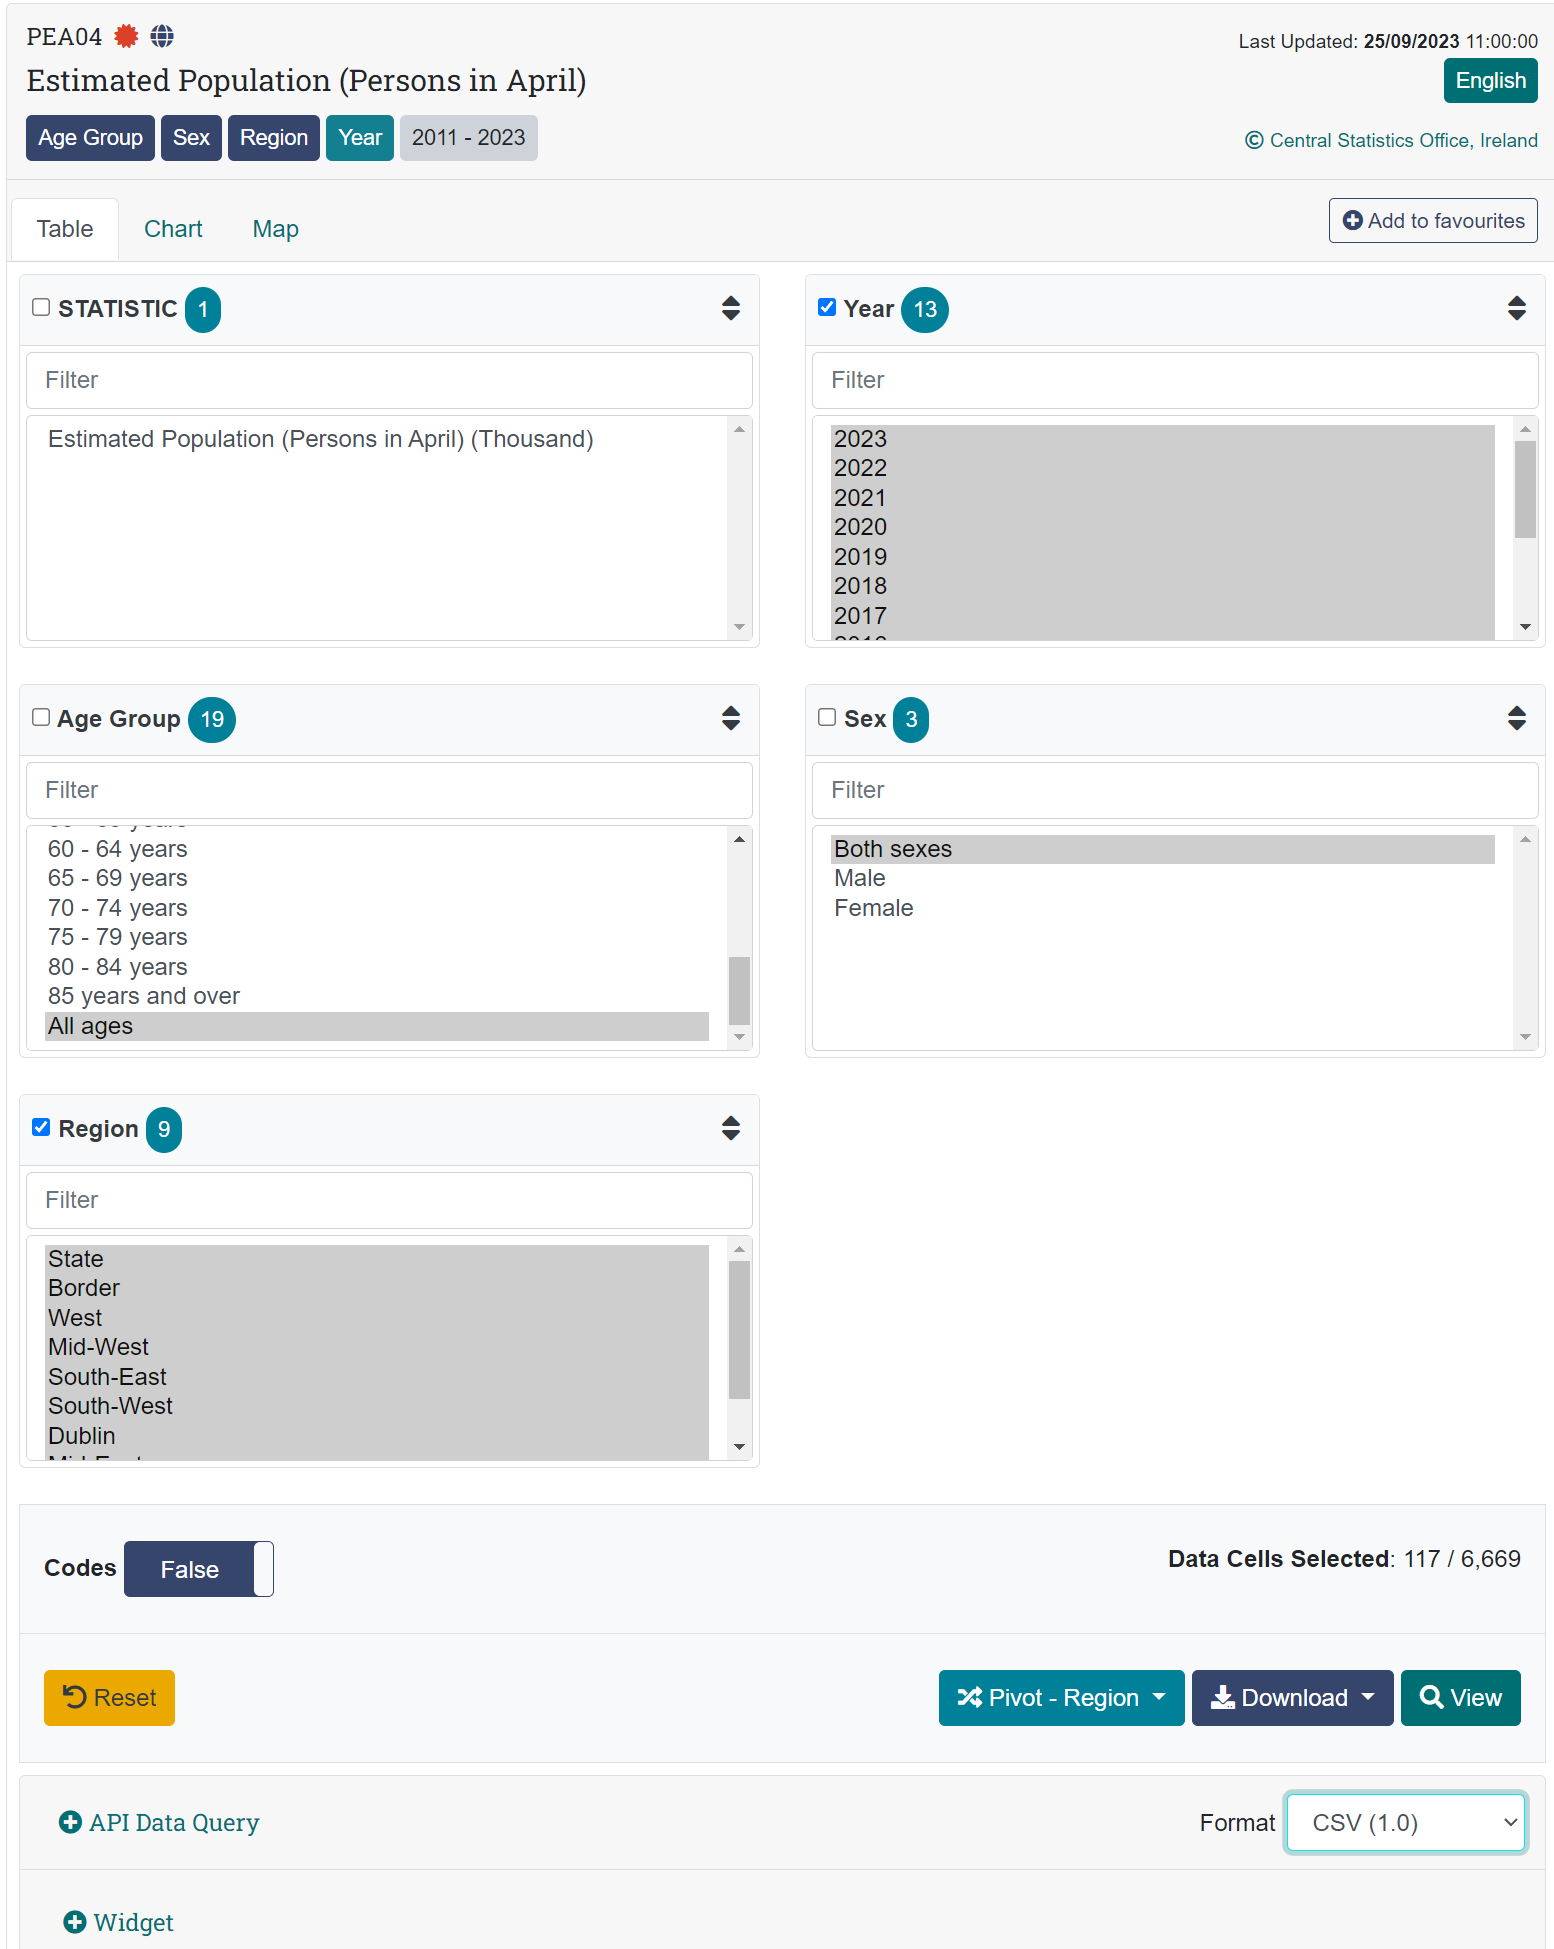 PEA04
Last Updated: 25/09/2023 11:00:00
Estimated Population (Persons in April)
English
Age Group Sex Region Year 2011 - 2023
© Central Statistics Office, Ireland
Table Chart Map
Add to favourites
STATISTIC 1
Filter
Estimated Population (Persons in April) (Thousand)
Year 13
Filter
2023
2022
2021
2020
2019
2018
2017
Age Group 19
Filter
60 - 64 years
65 - 69 years
70 - 74 years
75 - 79 years
80 - 84 years
85 years and over
All ages
Sex 3
Filter
Both sexes
Male
Female
Region 9
Filter
State
Border
West
Mid-West
South-East
South-West
Dublin
Codes False
Data Cells Selected: 117 / 6,669
Reset
Pivot - Region
Download
View
API Data Query
Format CSV (1.0)
Widget